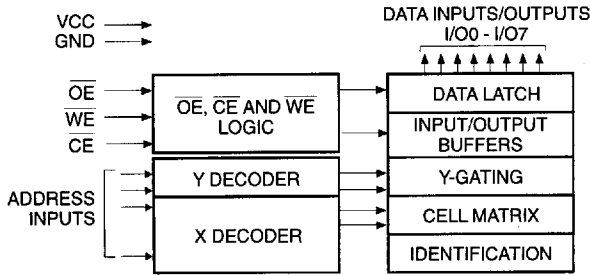 VCC
GND
DATA INPUTS/OUTPUTS
I/O0 - I/O7
OE
WE
CE
OE, CE AND WE
LOGIC
DATA LATCH
INPUT/OUTPUT
BUFFERS
ADDRESS
INPUTS
Y DECODER
Y-GATING
X DECODER
CELL MATRIX
IDENTIFICATION